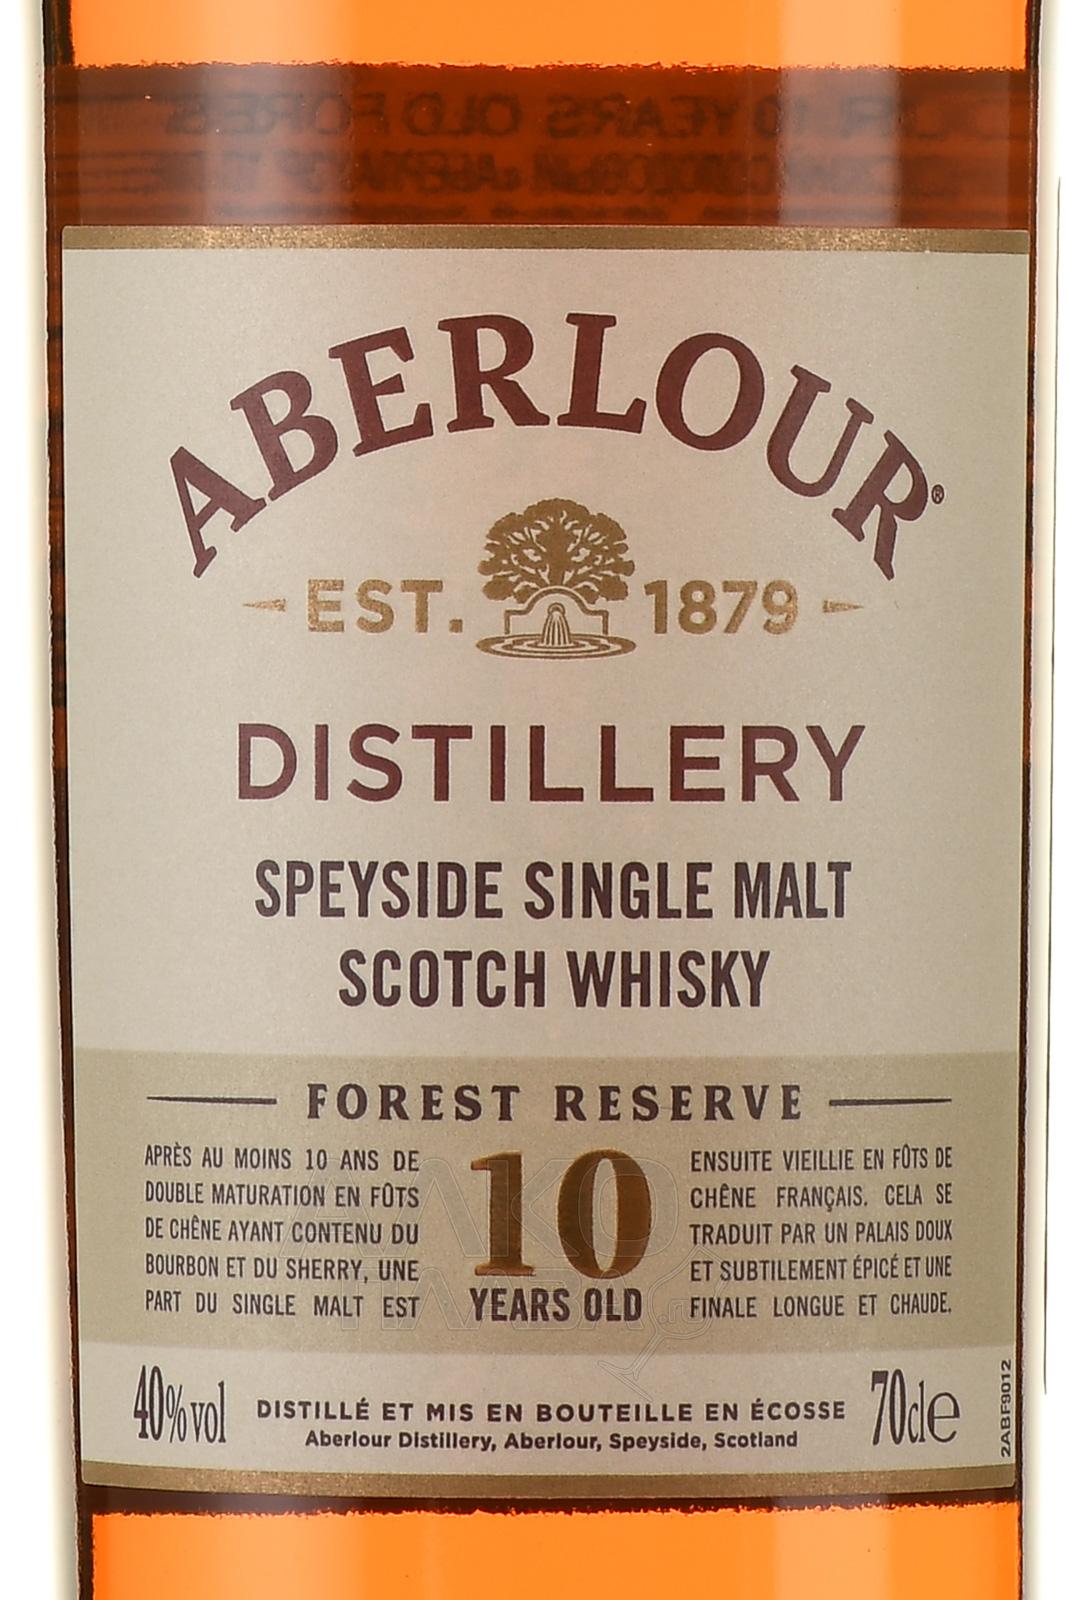 ABERLOUR®
EST. 1879
DISTILLERY
SPEYSIDE SINGLE MALT
SCOTCH WHISKY
FOREST RESERVE
APRÈS AU MOINS 10 ANS DE
DOUBLE MATURATION EN FÛTS
DE CHÊNE AYANT CONTENU DU
BOURBON ET DU SHERRY, UNE
PART DU SINGLE MALT EST
10
YEARS OLD
ENSUITE VIEILLIE EN FÛTS DE
CHÊNE FRANÇAIS. CELA SE
TRADUIT PAR UN PALAIS DOUX
ET SUBTILEMENT ÉPICÉ ET UNE
FINALE LONGUE ET CHAUDE.
40%vol
DISTILLÉ ET MIS EN BOUTEILLE EN ÉCOSSE
Aberlour Distillery, Aberlour, Speyside, Scotland
70cl℮
2ABF9012